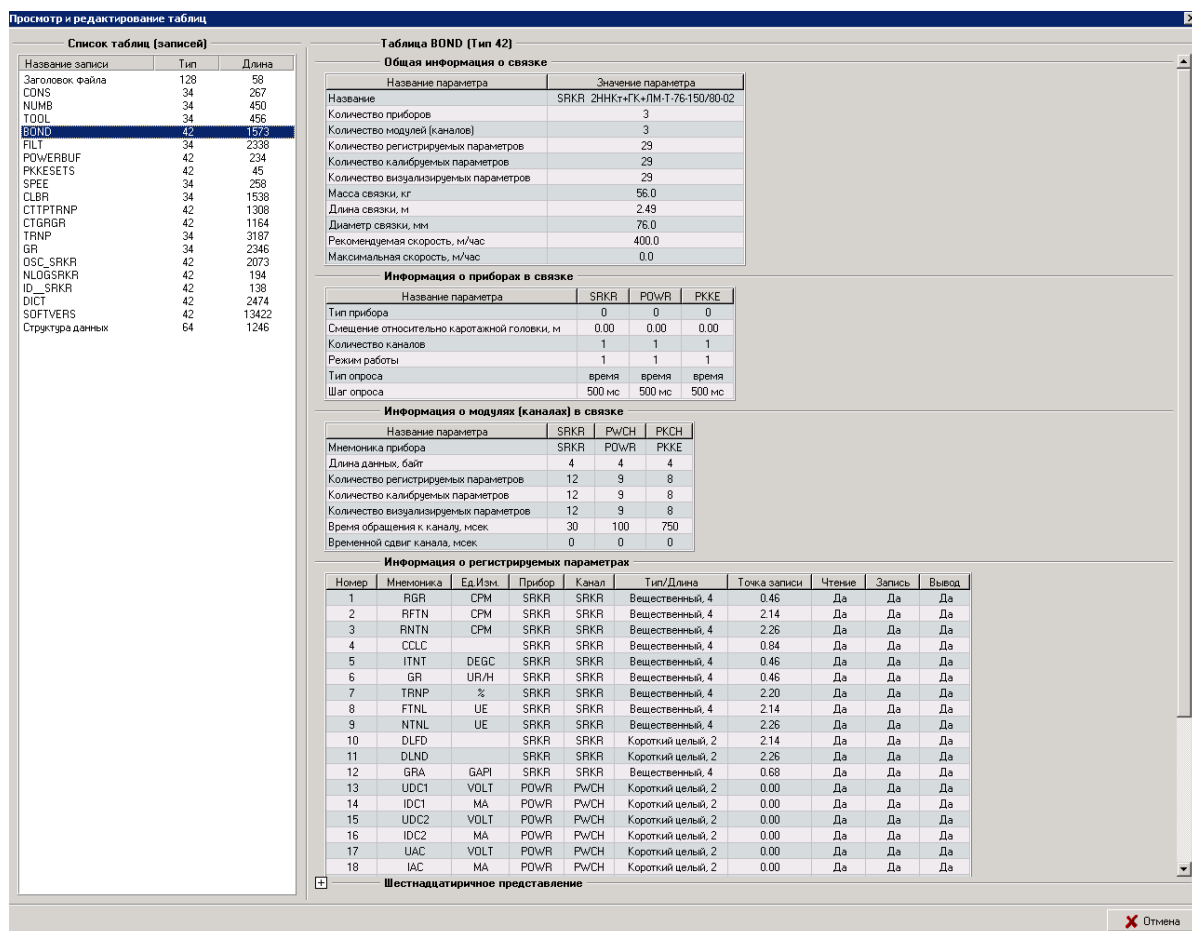 Просмотр и редактирование таблиц
Список таблиц (записей)
Название записи Тип Длина
Заголовок файла 128 58
CONS 34 267
NUMB 34 450
TOOL 34 456
BOND 42 1573
FILT 34 2338
POWERBUF 42 234
PKKESETS 42 45
SPEE 34 258
CLBR 34 1538
CTTPTRNP 42 1308
CTGRGR 42 1164
TRNP 34 3187
GR 34 2346
OSC_SRKR 42 2073
NLOGSRKR 42 194
ID__SRKR 42 138
DICT 42 2474
SOFTVERS 42 13422
Структура данных 64 1246
Таблица BOND (Тип 42)
Общая информация о связке
Название параметра Значение параметра
Название SRKR 2ННКт+ГК+ЛМ-Т-76-150/80-02
Количество приборов 3
Количество модулей (каналов) 3
Количество регистрируемых параметров 29
Количество калибруемых параметров 29
Количество визуализируемых параметров 29
Масса связки, кг 56.0
Длина связки, м 2.49
Диаметр связки, мм 76.0
Рекомендуемая скорость, м/час 400.0
Максимальная скорость, м/час 0.0
Информация о приборах в связке
Название параметра SRKR POWR PKKE
Тип прибора 0 0 0
Смещение относительно каротажной головки, м 0.00 0.00 0.00
Количество каналов 1 1 1
Режим работы 1 1 1
Тип опроса время время время
Шаг опроса 500 мс 500 мс 500 мс
Информация о модулях (каналах) в связке
Название параметра SRKR PWCH PKCH
Мнемоника прибора SRKR POWR PKKE
Длина данных, байт 4 4 4
Количество регистрируемых параметров 12 9 8
Количество калибруемых параметров 12 9 8
Количество визуализируемых параметров 12 9 8
Время обращения к каналу, мсек 30 100 750
Временной сдвиг канала, мсек 0 0 0
Информация о регистрируемых параметрах
Номер Мнемоника Ед.Изм. Прибор Канал Тип/Длина Точка записи Чтение Запись Вывод
1 RGR CPM SRKR SRKR Вещественный, 4 0.46 Да Да Да
2 RFTN CPM SRKR SRKR Вещественный, 4 2.14 Да Да Да
3 RNTN CPM SRKR SRKR Вещественный, 4 2.26 Да Да Да
4 CCLC SRKR SRKR Вещественный, 4 0.84 Да Да Да
5 ITNT DEGC SRKR SRKR Вещественный, 4 0.46 Да Да Да
6 GR UR/H SRKR SRKR Вещественный, 4 0.46 Да Да Да
7 TRNP % SRKR SRKR Вещественный, 4 2.20 Да Да Да
8 FTNL UE SRKR SRKR Вещественный, 4 2.14 Да Да Да
9 NTNL UE SRKR SRKR Вещественный, 4 2.26 Да Да Да
10 DLFD SRKR SRKR Короткий целый, 2 2.14 Да Да Да
11 DLND SRKR SRKR Короткий целый, 2 2.26 Да Да Да
12 GRA GAPI SRKR SRKR Вещественный, 4 0.68 Да Да Да
13 UDC1 VOLT POWR PWCH Короткий целый, 2 0.00 Да Да Да
14 IDC1 MA POWR PWCH Короткий целый, 2 0.00 Да Да Да
15 UDC2 VOLT POWR PWCH Короткий целый, 2 0.00 Да Да Да
16 IDC2 MA POWR PWCH Короткий целый, 2 0.00 Да Да Да
17 UAC VOLT POWR PWCH Короткий целый, 2 0.00 Да Да Да
18 IAC MA POWR PWCH Короткий целый, 2 0.00 Да Да Да
Шестнадцатиричное представление
Отмена